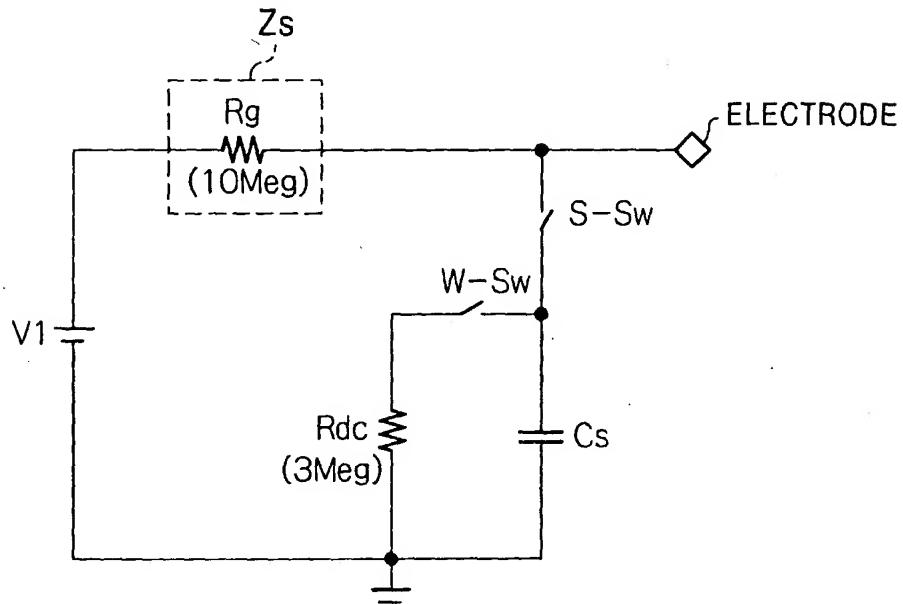 Zs
Rg
(10Meg)
ELECTRODE
S-Sw
W-Sw
V1
Rdc
(3Meg)
Cs